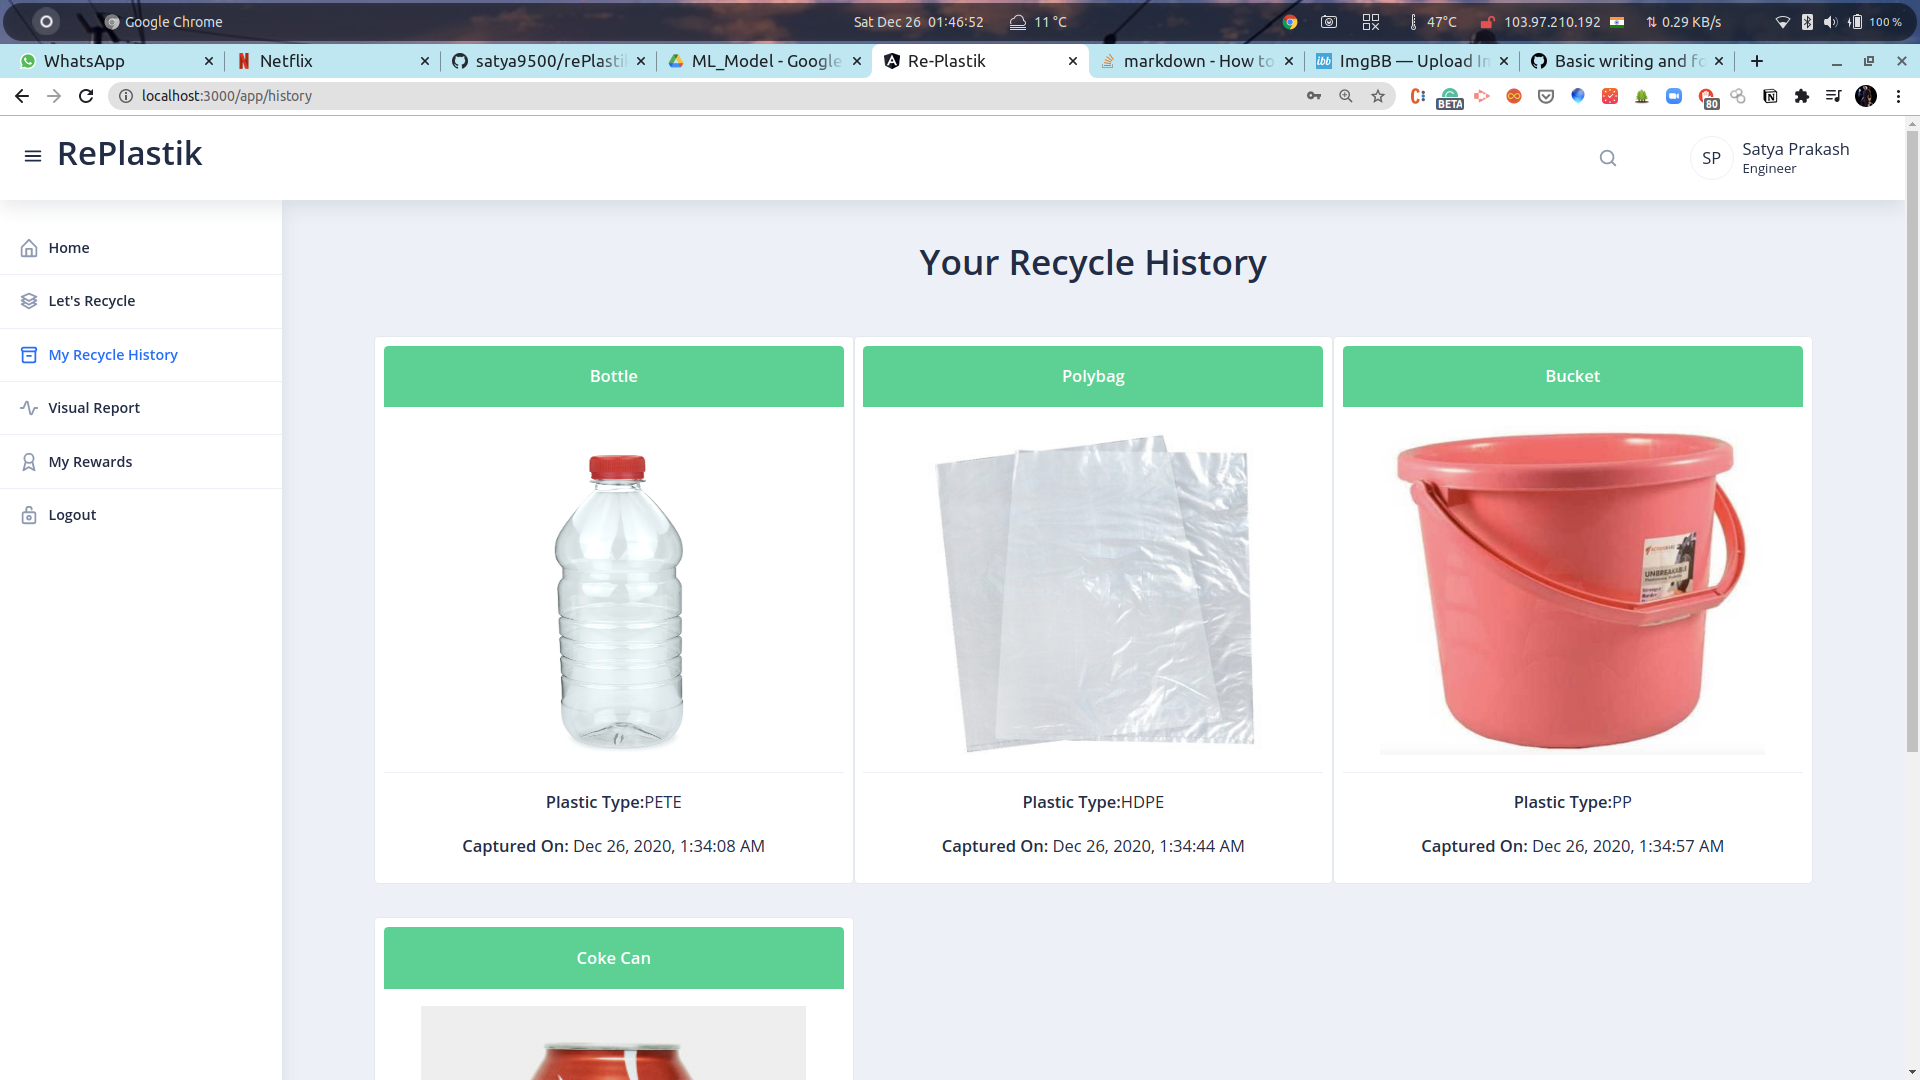 Google Chrome
Sat Dec 26 01:46:52
11 °C
47°C
103.97.210.192
0.29 KB/s
100 %
WhatsApp
Netflix
satya9500/rePlasti
ML_Model - Google
Re-Plastik
markdown - How to
ImgBB — Upload Im
Basic writing and fo
localhost:3000/app/history
BETA
80
RePlastik
SP
Satya Prakash
Engineer
Home
Let's Recycle
My Recycle History
Visual Report
My Rewards
Logout
Your Recycle History
Bottle
Polybag
Bucket
UNBREAKABLE
Plastic Type:PETE
Plastic Type:HDPE
Plastic Type:PP
Captured On: Dec 26, 2020, 1:34:08 AM
Captured On: Dec 26, 2020, 1:34:44 AM
Captured On: Dec 26, 2020, 1:34:57 AM
Coke Can